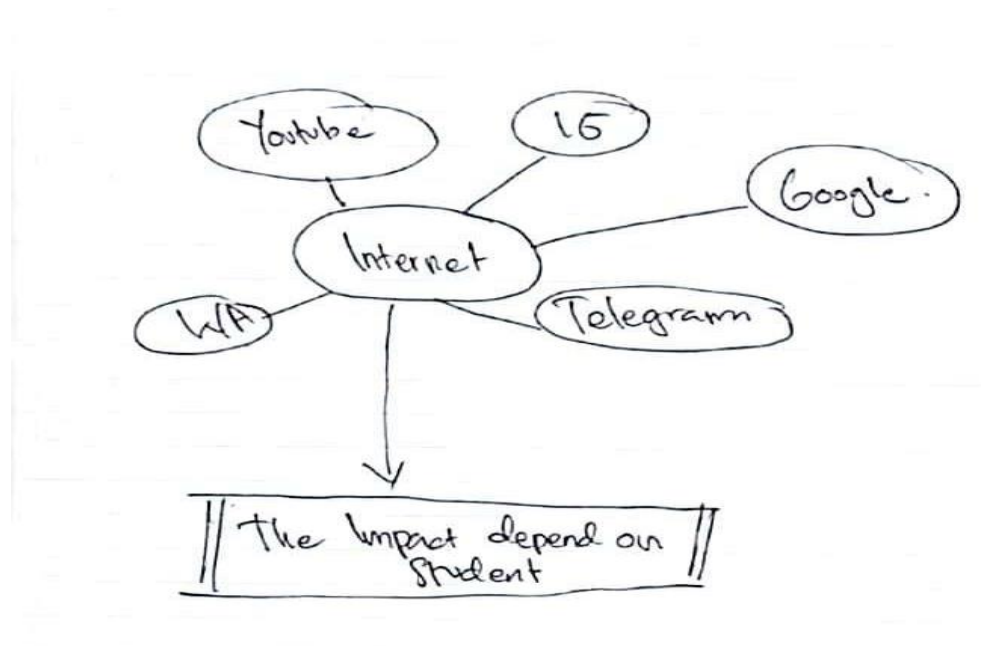 Youtube
IG
Google.
Internet
WA
Telegram
The Impact depend on
Student